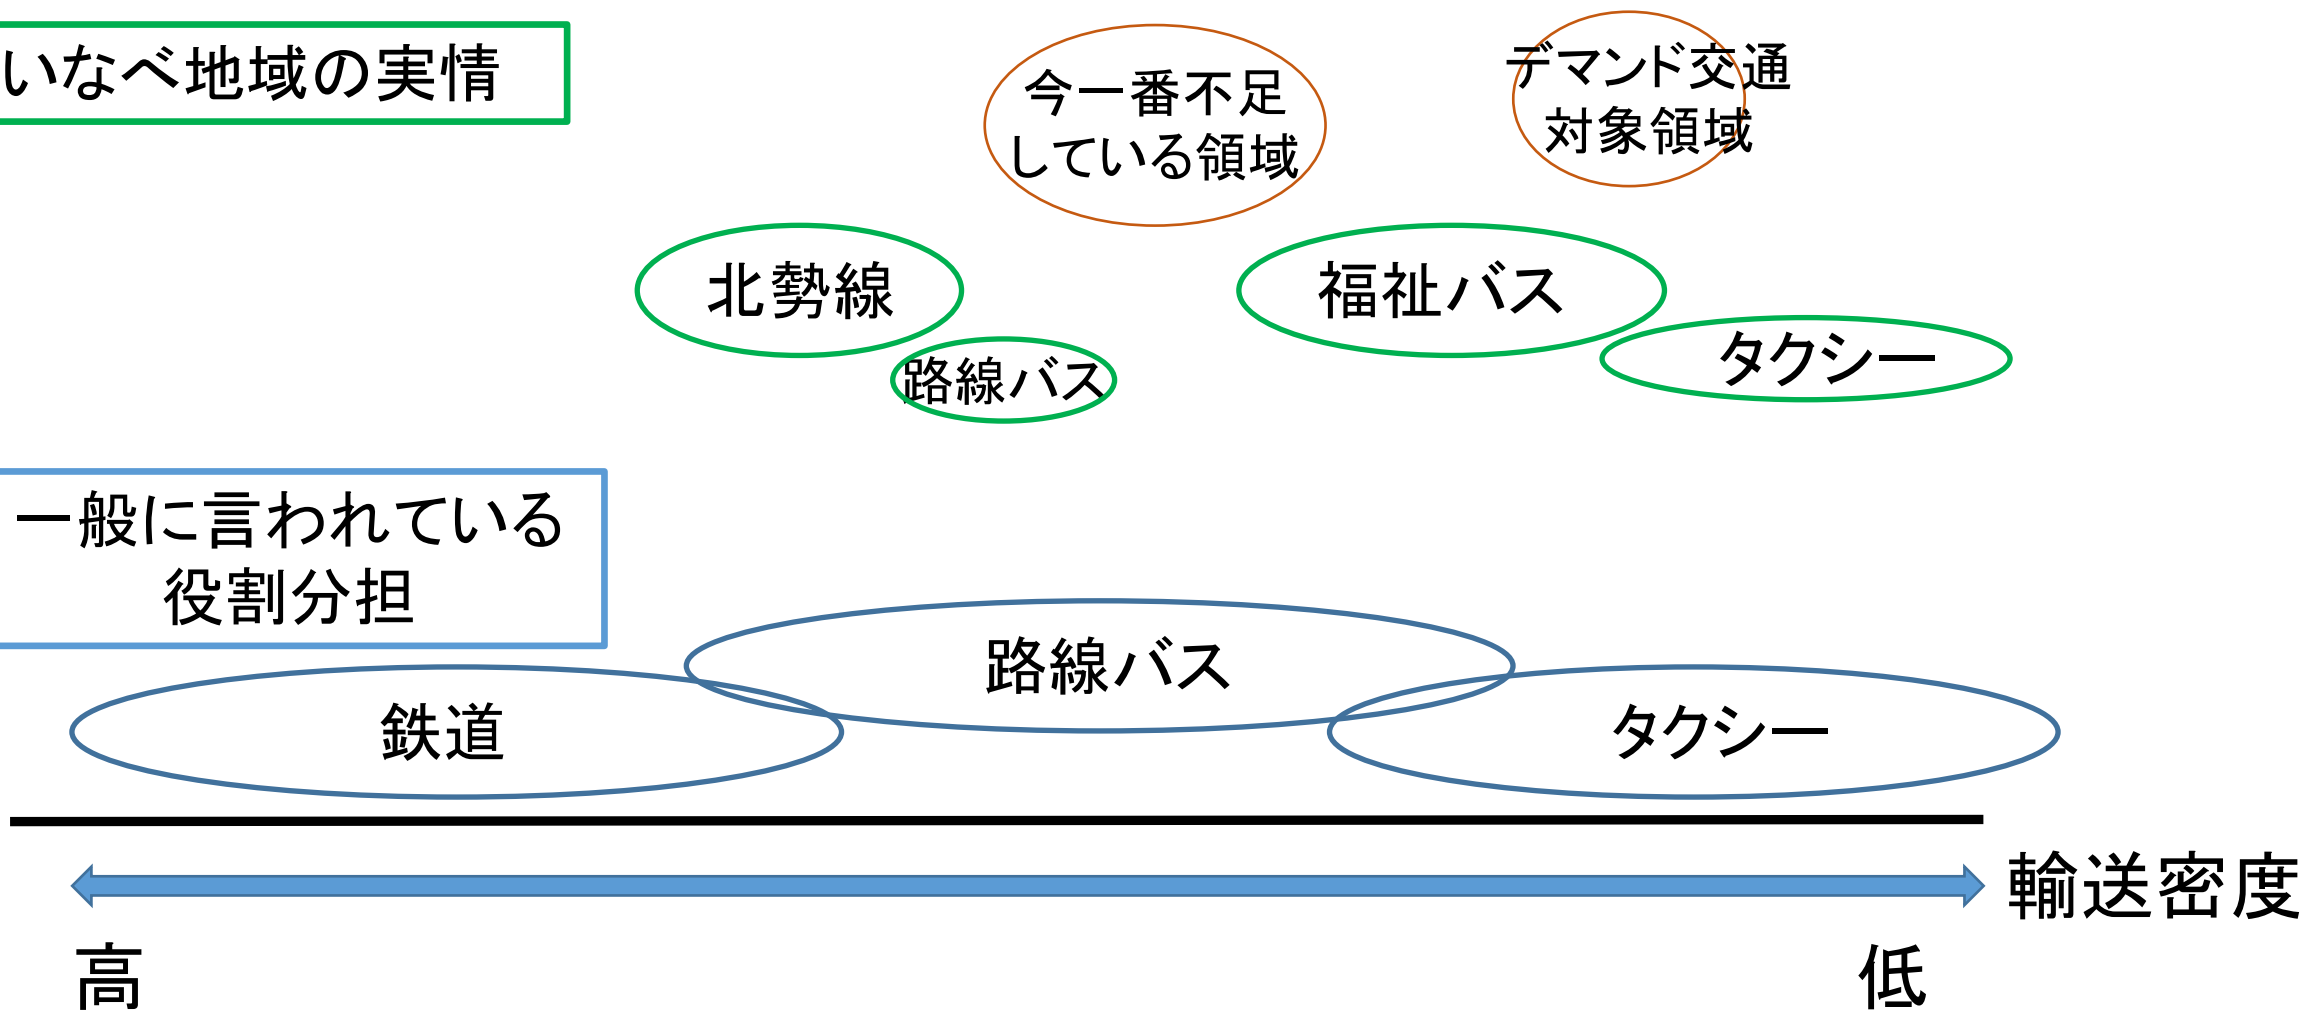 いなべ地域の実情
今一番不足
している領域
デマンド交通
対象領域
北勢線
路線バス
福祉バス
タクシー
一般に言われている
役割分担
鉄道
路線バス
タクシー
輸送密度
高
低